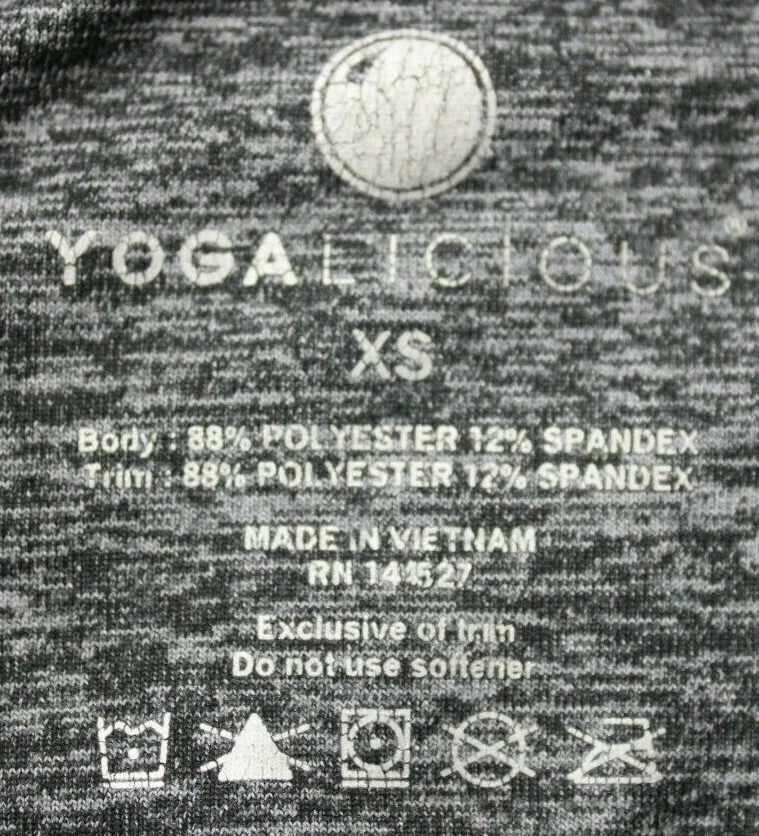 YOGALICIOUS®
XS
Body : 88% POLYESTER 12% SPANDEX
Trim : 88% POLYESTER 12% SPANDEX
MADE IN VIETNAM
RN 144527
Exclusive of trim
Do not use softener